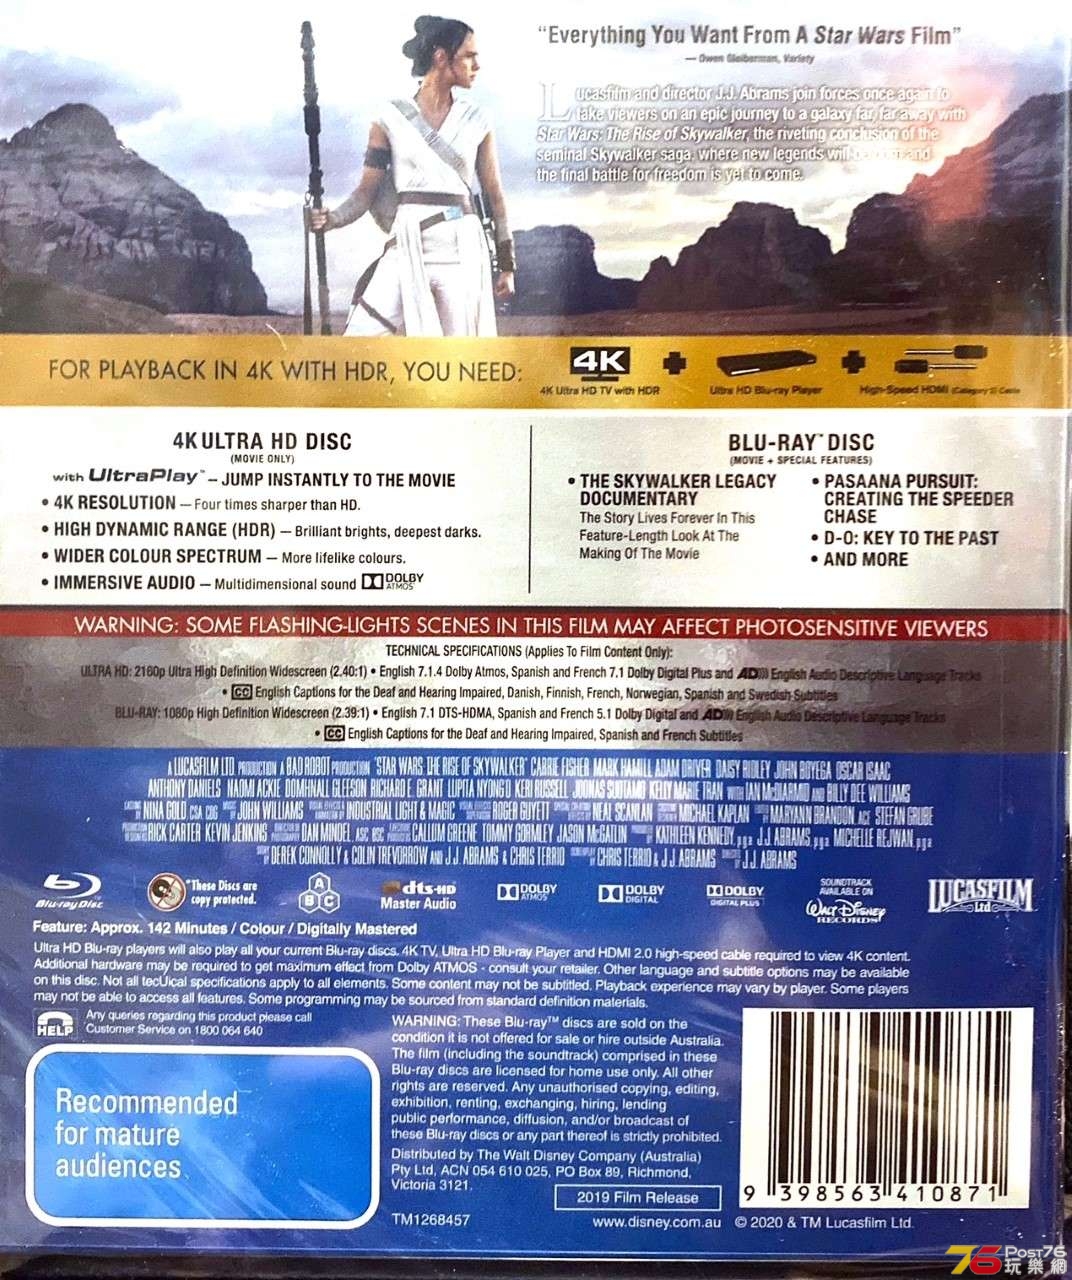 "Everything You Want From A Star Wars Film"
— Owen Gleiberman, Variety
Lucasfilm and director J.J. Abrams join forces once again to
take viewers on an epic journey to a galaxy far, far away with
Star Wars: The Rise of Skywalker, the riveting conclusion of the
seminal Skywalker saga, where new legends will be born and
the final battle for freedom is yet to come.
FOR PLAYBACK IN 4K WITH HDR, YOU NEED:
4K
4K Ultra HD TV with HDR
Ultra HD Blu-ray Player
High-Speed HDMI (Category 2) Cable
4K ULTRA HD DISC
(MOVIE ONLY)
with UltraPlay™ – JUMP INSTANTLY TO THE MOVIE
• 4K RESOLUTION – Four times sharper than HD.
• HIGH DYNAMIC RANGE (HDR) – Brilliant brights, deepest darks.
• WIDER COLOUR SPECTRUM – More lifelike colours.
• IMMERSIVE AUDIO – Multidimensional sound DOLBY ATMOS
BLU-RAY™ DISC
(MOVIE + SPECIAL FEATURES)
• THE SKYWALKER LEGACY
DOCUMENTARY
The Story Lives Forever In This
Feature-Length Look At The
Making Of The Movie
• PASAANA PURSUIT:
CREATING THE SPEEDER
CHASE
• D-O: KEY TO THE PAST
• AND MORE
WARNING: SOME FLASHING-LIGHTS SCENES IN THIS FILM MAY AFFECT PHOTOSENSITIVE VIEWERS
TECHNICAL SPECIFICATIONS (Applies To Film Content Only):
ULTRA HD: 2160p Ultra High Definition Widescreen (2.40:1) • English 7.1.4 Dolby Atmos, Spanish and French 7.1 Dolby Digital Plus and AD))) English Audio Descriptive Language Tracks
• CC English Captions for the Deaf and Hearing Impaired, Danish, Finnish, French, Norwegian, Spanish and Swedish Subtitles
BLU-RAY: 1080p High Definition Widescreen (2.39:1) • English 7.1 DTS-HDMA, Spanish and French 5.1 Dolby Digital and AD))) English Audio Descriptive Language Tracks
• CC English Captions for the Deaf and Hearing Impaired, Spanish and French Subtitles
A LUCASFILM LTD. PRODUCTION A BAD ROBOT PRODUCTION "STAR WARS: THE RISE OF SKYWALKER" CARRIE FISHER MARK HAMILL ADAM DRIVER DAISY RIDLEY JOHN BOYEGA OSCAR ISAAC
ANTHONY DANIELS NAOMI ACKIE DOMHNALL GLEESON RICHARD E. GRANT LUPITA NYONG'O KERI RUSSELL JOONAS SUOTAMO KELLY MARIE TRAN WITH IAN McDIARMID AND BILLY DEE WILLIAMS
CASTING BY NINA GOLD CSA CDG MUSIC BY JOHN WILLIAMS VISUAL EFFECTS & ANIMATION BY INDUSTRIAL LIGHT & MAGIC VISUAL EFFECTS SUPERVISOR ROGER GUYETT NEAL SCANLAN MICHAEL KAPLAN MARYANN BRANDON, ACE STEFAN GRUBE
PRODUCTION DESIGNERS RICK CARTER KEVIN JENKINS DIRECTOR OF PHOTOGRAPHY DAN MINDEL, ASC, BSC EXECUTIVE PRODUCERS CALLUM GREENE TOMMY GORMLEY JASON McGATLIN PRODUCED BY KATHLEEN KENNEDY, p.g.a. J.J. ABRAMS, p.g.a. MICHELLE REJWAN, p.g.a.
STORY BY DEREK CONNOLLY & COLIN TREVORROW AND J.J. ABRAMS & CHRIS TERRIO SCREENPLAY BY CHRIS TERRIO & J.J. ABRAMS DIRECTED BY J.J. ABRAMS
Blu-ray Disc
"These Discs are
copy protected.
A
B C
dts-HD
Master Audio
DOLBY
ATMOS
DOLBY
DIGITAL
DOLBY
DIGITAL PLUS
SOUNDTRACK
AVAILABLE ON
WALT DISNEY
RECORDS
LUCASFILM
Ltd
Feature: Approx. 142 Minutes / Colour / Digitally Mastered
Ultra HD Blu-ray players will also play all your current Blu-ray discs. 4K TV, Ultra HD Blu-ray Player and HDMI 2.0 high-speed cable required to view 4K content.
Additional hardware may be required to get maximum effect from Dolby ATMOS - consult your retailer. Other language and subtitle options may be available
on this disc. Not all tecUical specifications apply to all elements. Some content may not be subtitled. Playback experience may vary by player. Some players
may not be able to access all features. Some programming may be sourced from standard definition materials.
HELP
Any queries regarding this product please call
Customer Service on 1800 064 640
Recommended
for mature
audiences
WARNING: These Blu-ray™ discs are sold on the
condition it is not offered for sale or hire outside Australia.
The film (including the soundtrack) comprised in these
Blu-ray discs are licensed for home use only. All other
rights are reserved. Any unauthorised copying, editing,
exhibition, renting, exchanging, hiring, lending
public performance, diffusion, and/or broadcast of
these Blu-ray discs or any part thereof is strictly prohibited.
Distributed by The Walt Disney Company (Australia)
Pty Ltd, ACN 054 610 025, PO Box 89, Richmond,
Victoria 3121.
2019 Film Release
TM1268457
www.disney.com.au
© 2020 & TM Lucasfilm Ltd.
9 398563 410871
76 Post76
玩樂網